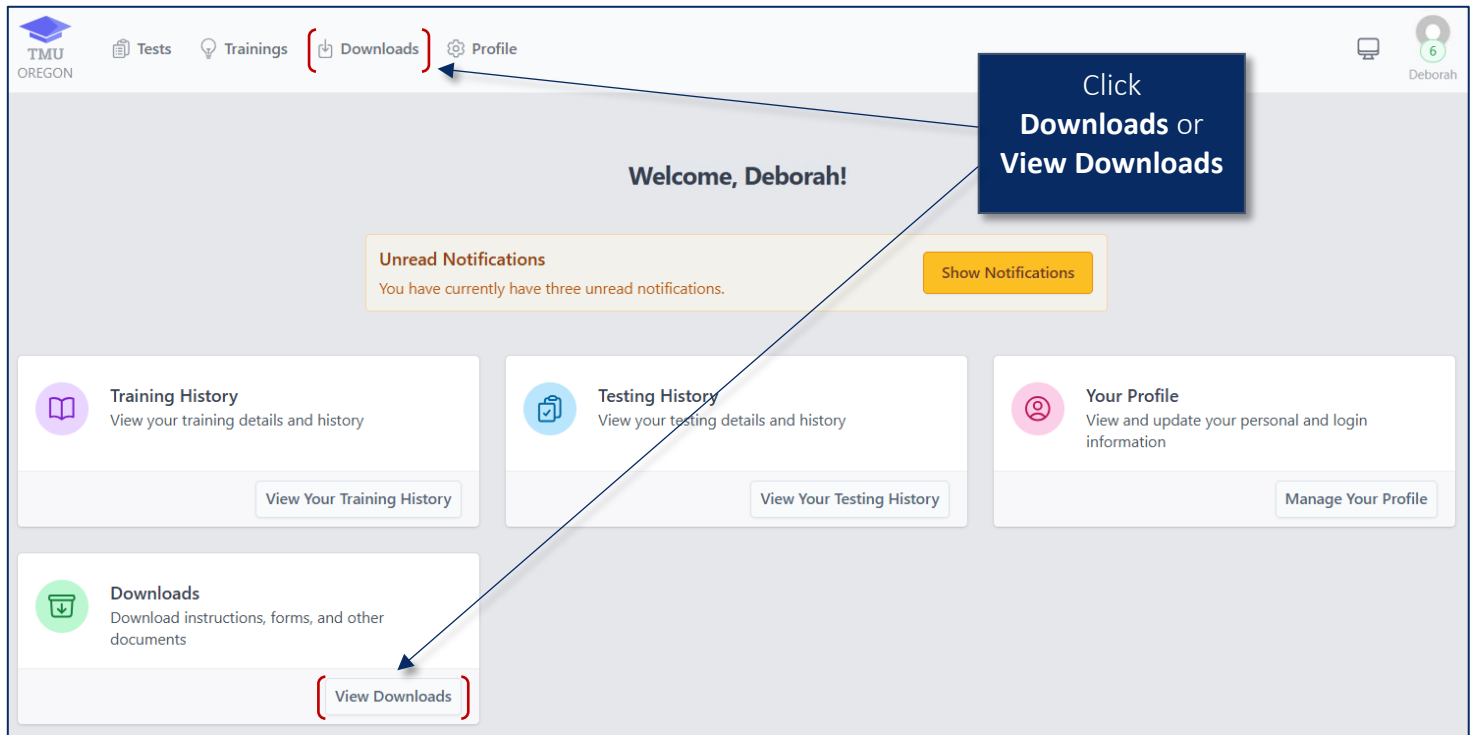 TMU
OREGON
Tests
Trainings
Downloads
Profile
6
Deborah
Click
Downloads or
View Downloads
Welcome, Deborah!
Unread Notifications
You have currently have three unread notifications.
Show Notifications
Training History
View your training details and history
View Your Training History
Testing History
View your testing details and history
View Your Testing History
Your Profile
View and update your personal and login
information
Manage Your Profile
Downloads
Download instructions, forms, and other
documents
View Downloads